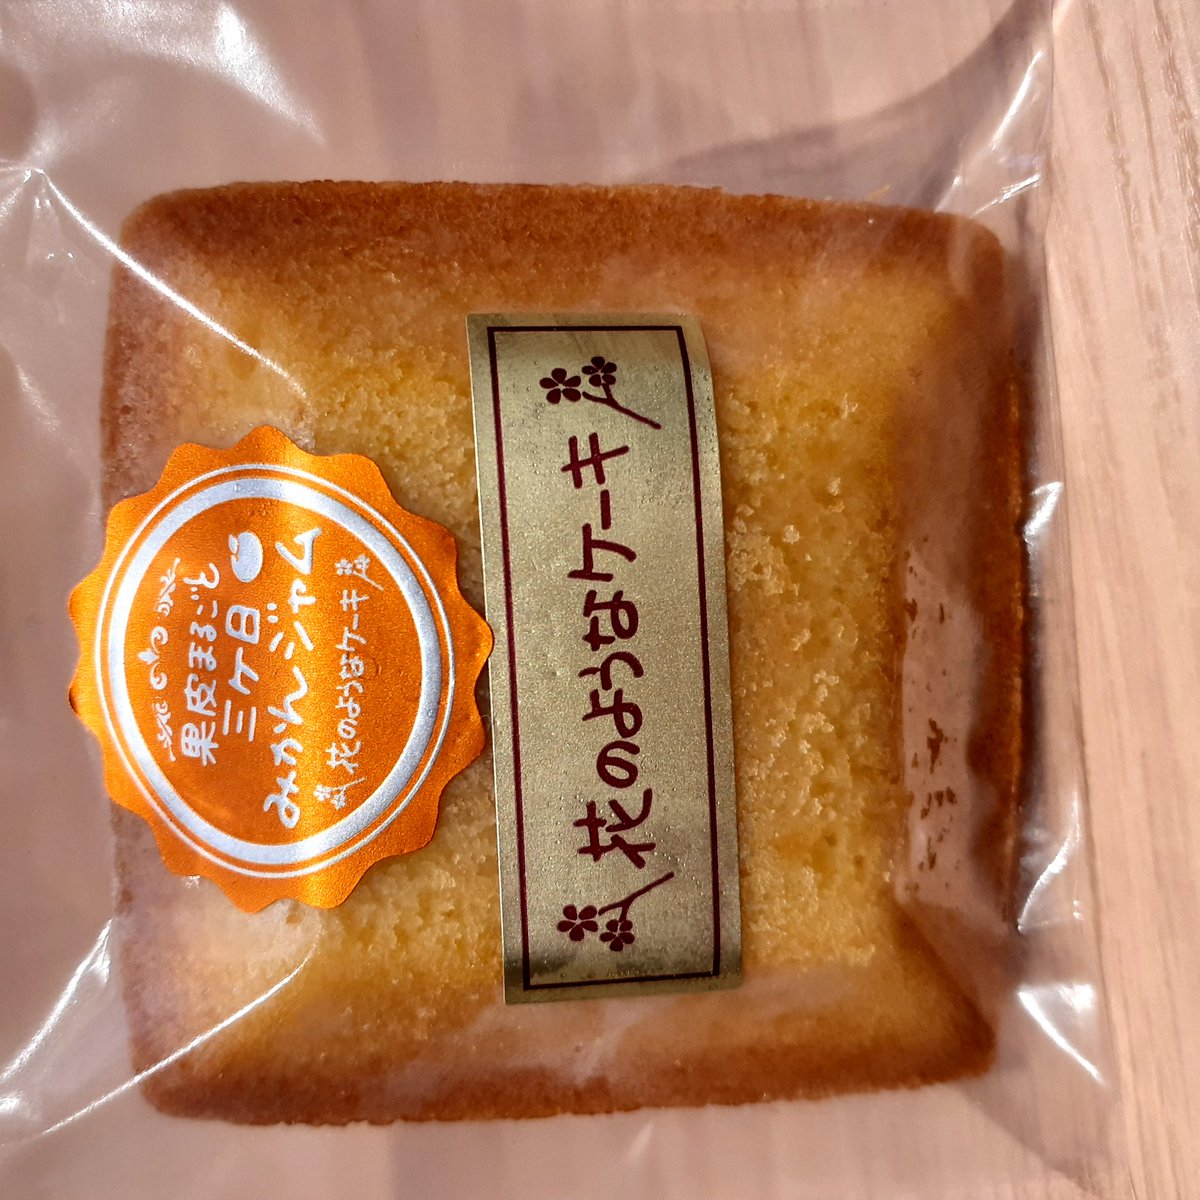 果皮まるごと
三ケ日
みかんジャム
花のようなケーキ
花のようなケーキ